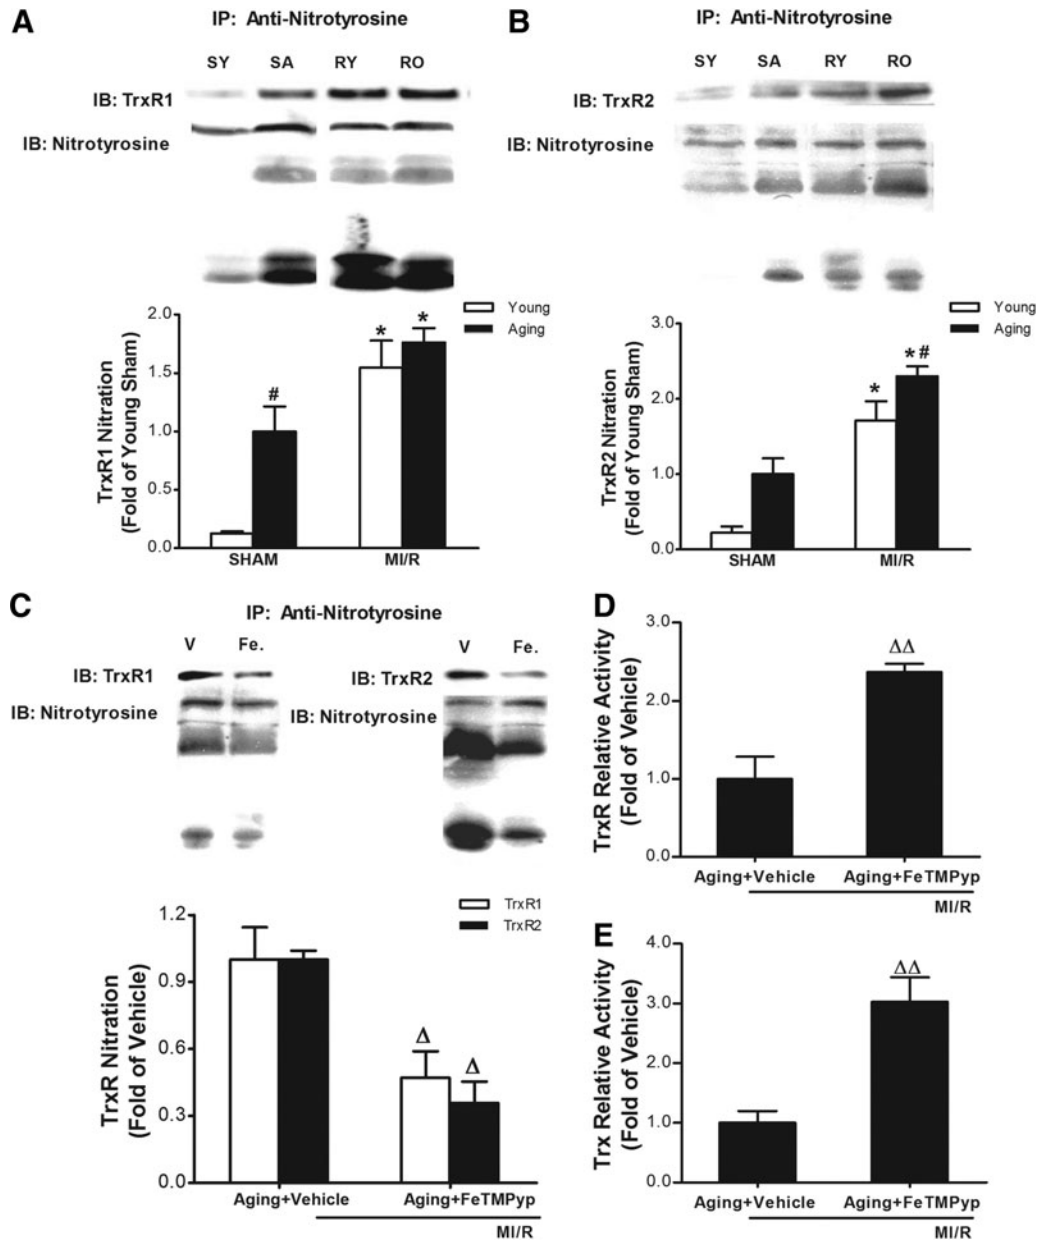 A
IP: Anti-Nitrotyrosine
SY SA RY RO
IB: TrxR1
IB: Nitrotyrosine
Young
Aging
TrxR1 Nitration
(Fold of Young Sham)
2.0
1.5
1.0
0.5
0.0
#
*
*
SHAM MI/R
B
IP: Anti-Nitrotyrosine
SY SA RY RO
IB: TrxR2
IB: Nitrotyrosine
Young
Aging
TrxR2 Nitration
(Fold of Young Sham)
3.0
2.0
1.0
0.0
*
*#
SHAM MI/R
C
IP: Anti-Nitrotyrosine
V Fe.
IB: TrxR1
IB: Nitrotyrosine
V Fe.
IB: TrxR2
IB: Nitrotyrosine
TrxR1
TrxR2
TrxR Nitration
(Fold of Vehicle)
1.2
0.9
0.6
0.3
0.0
Δ
Δ
Aging+Vehicle Aging+FeTMPyp
MI/R
D
TrxR Relative Activity
(Fold of Vehicle)
3.0
2.0
1.0
0.0
ΔΔ
Aging+Vehicle Aging+FeTMPyp
MI/R
E
Trx Relative Activity
(Fold of Vehicle)
4.0
3.0
2.0
1.0
0.0
ΔΔ
Aging+Vehicle Aging+FeTMPyp
MI/R